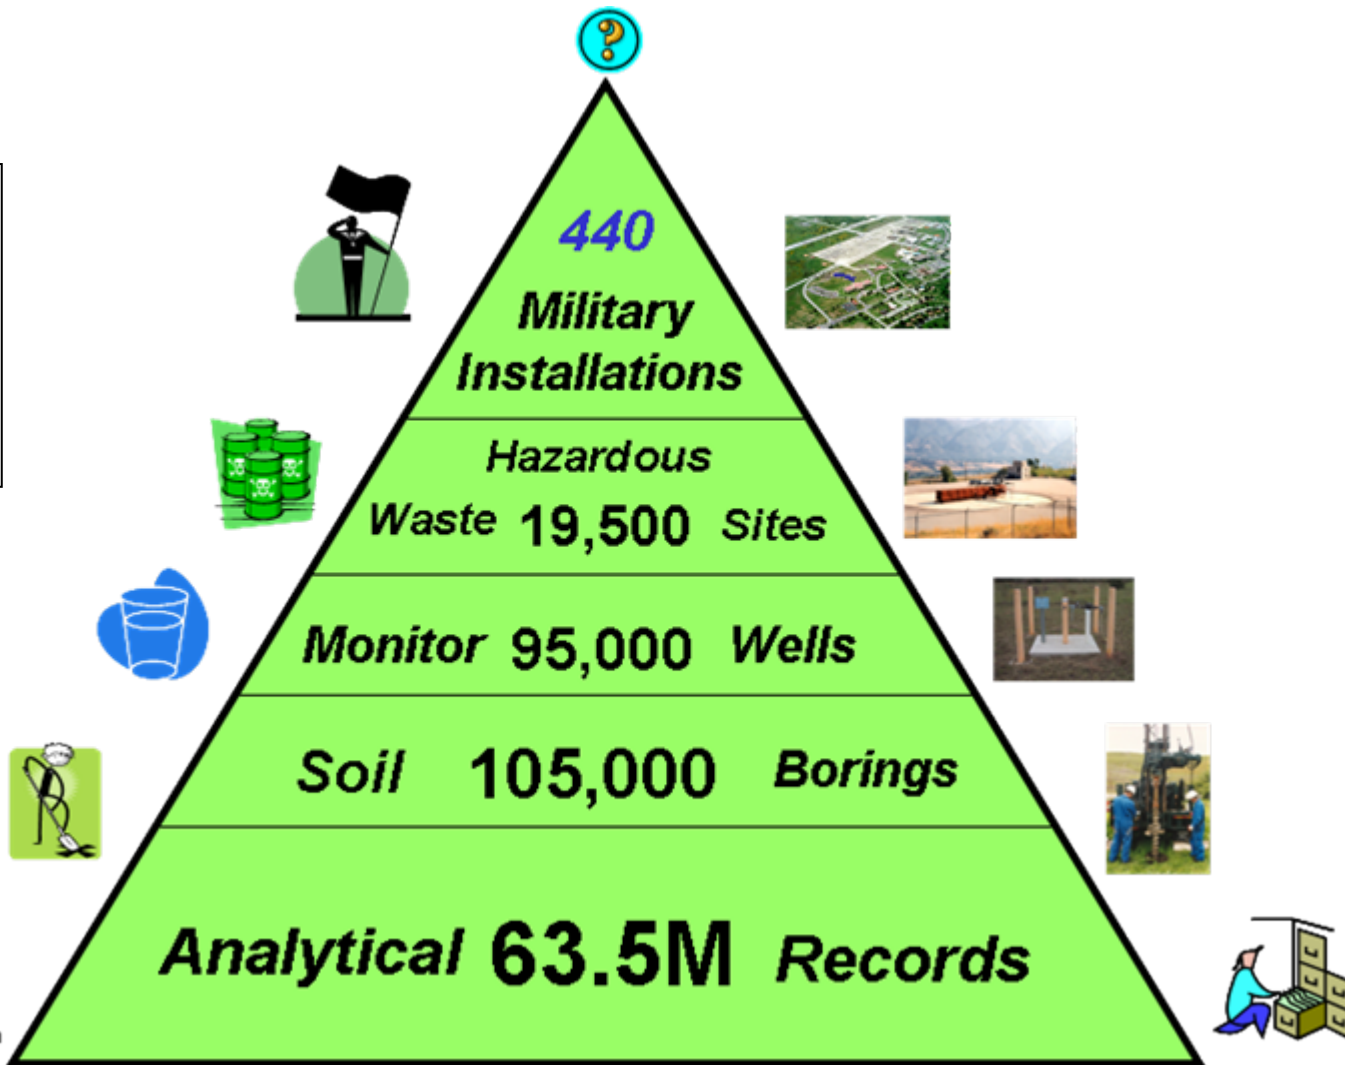 ?
440
Military
Installations
Hazardous
Waste 19,500 Sites
Monitor 95,000 Wells
Soil 105,000 Borings
Analytical 63.5M Records